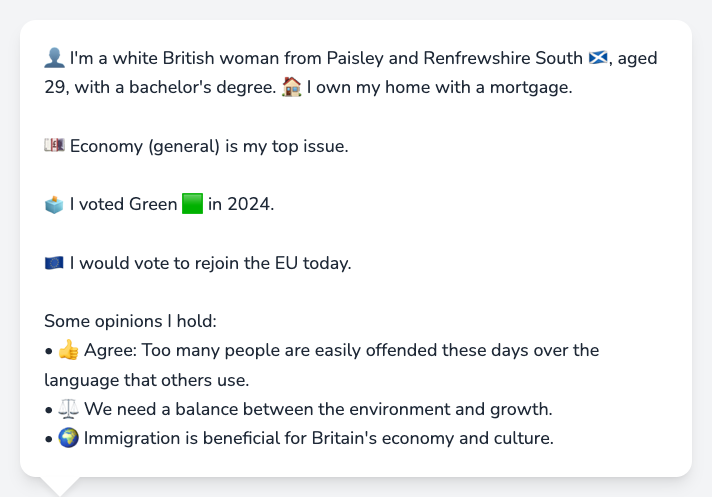 👤 I'm a white British woman from Paisley and Renfrewshire South 🏴󠁧󠁢󠁳󠁣󠁴󠁿, aged
29, with a bachelor's degree. 🏠 I own my home with a mortgage.
💷 Economy (general) is my top issue.
🗳️ I voted Green 🟩 in 2024.
🇪🇺 I would vote to rejoin the EU today.
Some opinions I hold:
• 👍 Agree: Too many people are easily offended these days over the
language that others use.
• ⚖️ We need a balance between the environment and growth.
• 🌍 Immigration is beneficial for Britain's economy and culture.